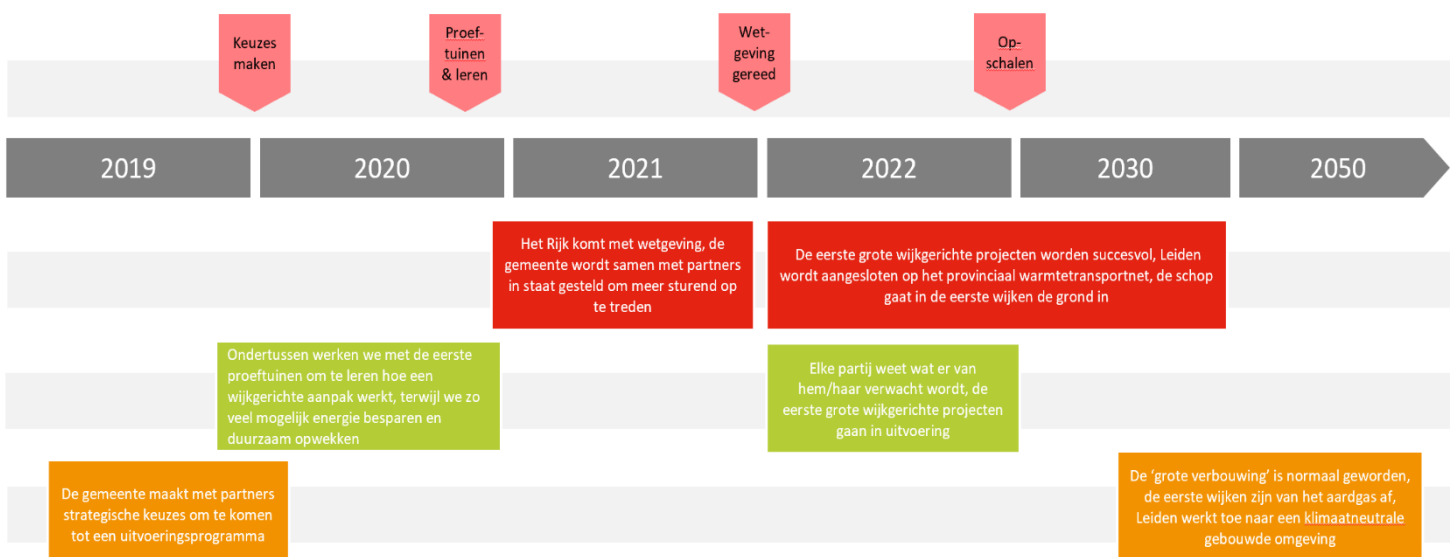 Keuzes
maken
Proef-
tuinen
& leren
Wet-
geving
gereed
Op-
schalen
2019
2020
2021
2022
2030
2050
Het Rijk komt met wetgeving, de
gemeente wordt samen met partners
in staat gesteld om meer sturend op
te treden
De eerste grote wijkgerichte projecten worden succesvol, Leiden
wordt aangesloten op het provinciaal warmtetransportnet, de schop
gaat in de eerste wijken de grond in
Ondertussen werken we met de eerste
proeftuinen om te leren hoe een
wijkgerichte aanpak werkt, terwijl we zo
veel mogelijk energie besparen en
duurzaam opwekken
Elke partij weet wat er van
hem/haar verwacht wordt, de
eerste grote wijkgerichte projecten
gaan in uitvoering
De gemeente maakt met partners
strategische keuzes om te komen
tot een uitvoeringsprogramma
De ‘grote verbouwing’ is normaal geworden,
de eerste wijken zijn van het aardgas af,
Leiden werkt toe naar een klimaatneutrale
gebouwde omgeving